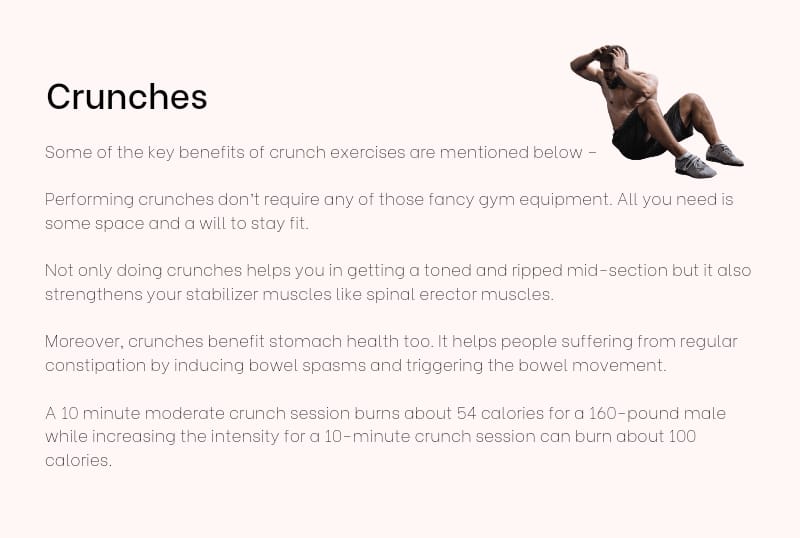 Crunches
Some of the key benefits of crunch exercises are mentioned below –
Performing crunches don't require any of those fancy gym equipment. All you need is
some space and a will to stay fit.
Not only doing crunches helps you in getting a toned and ripped mid-section but it also
strengthens your stabilizer muscles like spinal erector muscles.
Moreover, crunches benefit stomach health too. It helps people suffering from regular
constipation by inducing bowel spasms and triggering the bowel movement.
A 10 minute moderate crunch session burns about 54 calories for a 160-pound male
while increasing the intensity for a 10-minute crunch session can burn about 100
calories.